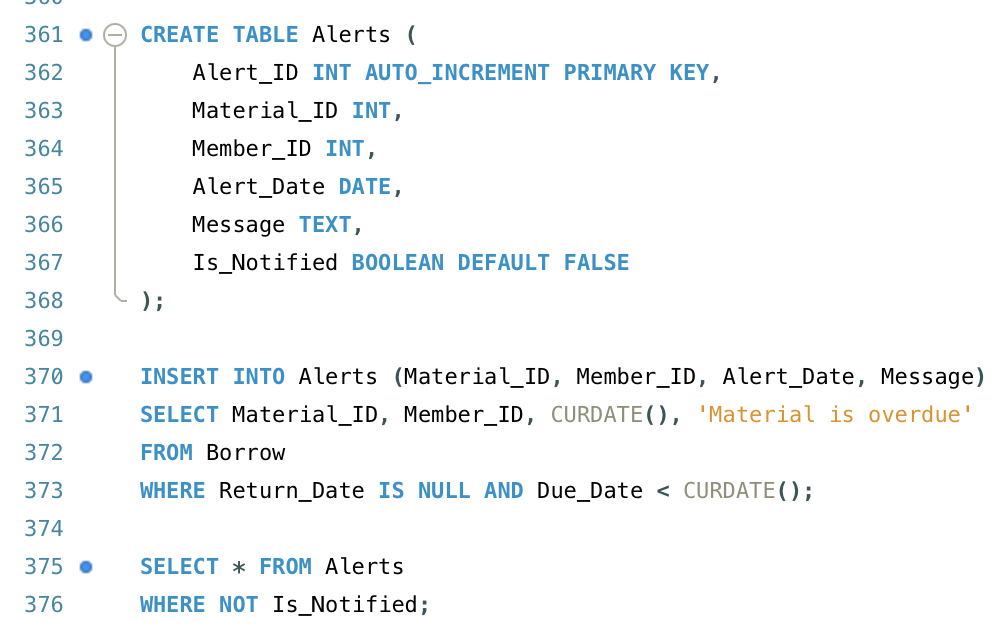 360
361 CREATE TABLE Alerts (
362     Alert_ID INT AUTO_INCREMENT PRIMARY KEY,
363     Material_ID INT,
364     Member_ID INT,
365     Alert_Date DATE,
366     Message TEXT,
367     Is_Notified BOOLEAN DEFAULT FALSE
368 );
369
370 INSERT INTO Alerts (Material_ID, Member_ID, Alert_Date, Message)
371 SELECT Material_ID, Member_ID, CURDATE(), 'Material is overdue'
372 FROM Borrow
373 WHERE Return_Date IS NULL AND Due_Date < CURDATE();
374
375 SELECT * FROM Alerts
376 WHERE NOT Is_Notified;